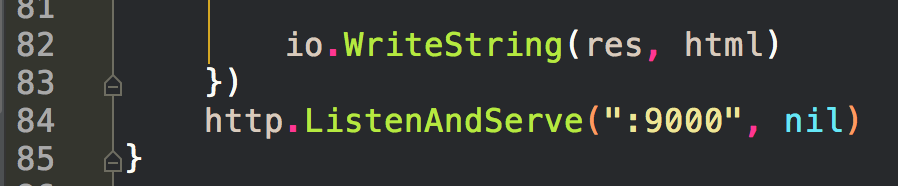 81
82 io.WriteString(res, html)
83 })
84 http.ListenAndServe(":9000", nil)
85 }